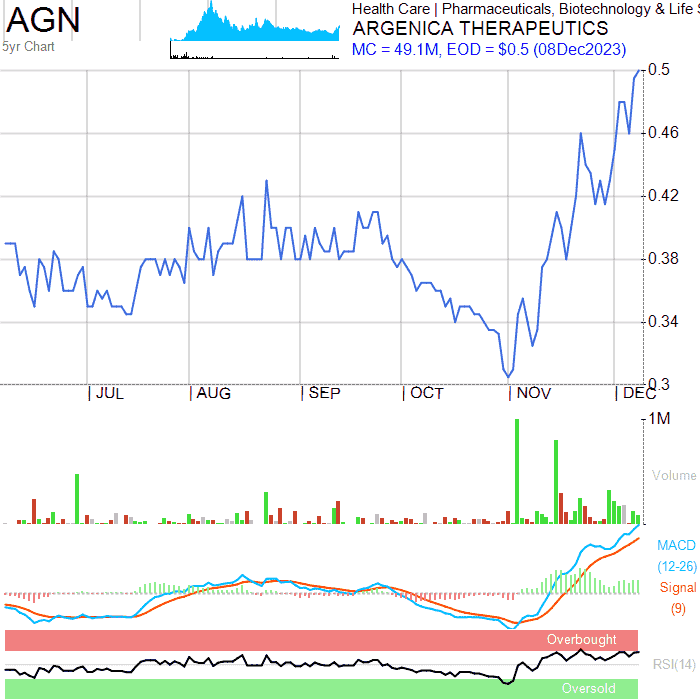 AGN
5yr Chart
Health Care | Pharmaceuticals, Biotechnology & Life S
ARGENICA THERAPEUTICS
MC = 49.1M, EOD = $0.5 (08Dec2023)
0.5
0.46
0.42
0.38
0.34
0.3
JUL
AUG
SEP
OCT
NOV
DEC
1M
Volume
MACD
(12-26)
Signal
(9)
Overbought
RSI(14)
Oversold